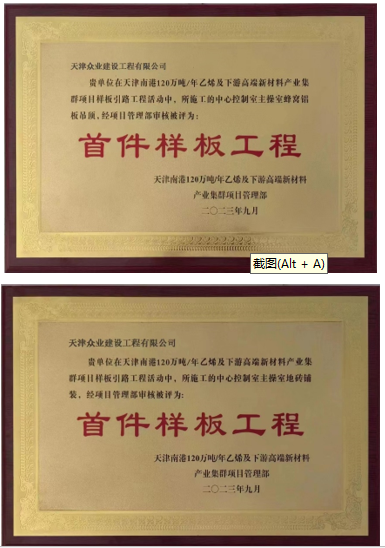 天津众业建设工程有限公司
贵单位在天津南港120万吨/年乙烯及下游高端新材料产业集
群项目样板引路工程活动中，所施工的中心控制室主操室蜂窝铝
板吊顶，经项目管理部审核被评为：
首件样板工程
天津南港120万吨/年乙烯及下游高端新材料
产业集群项目管理部
二〇二三年九月
截图(Alt + A)
天津众业建设工程有限公司
贵单位在天津南港120万吨/年乙烯及下游高端新材料产业集
群项目样板引路工程活动中，所施工的中心控制室主操室地砖铺
装，经项目管理部审核被评为：
首件样板工程
天津南港120万吨/年乙烯及下游高端新材料
产业集群项目管理部
二〇二三年九月